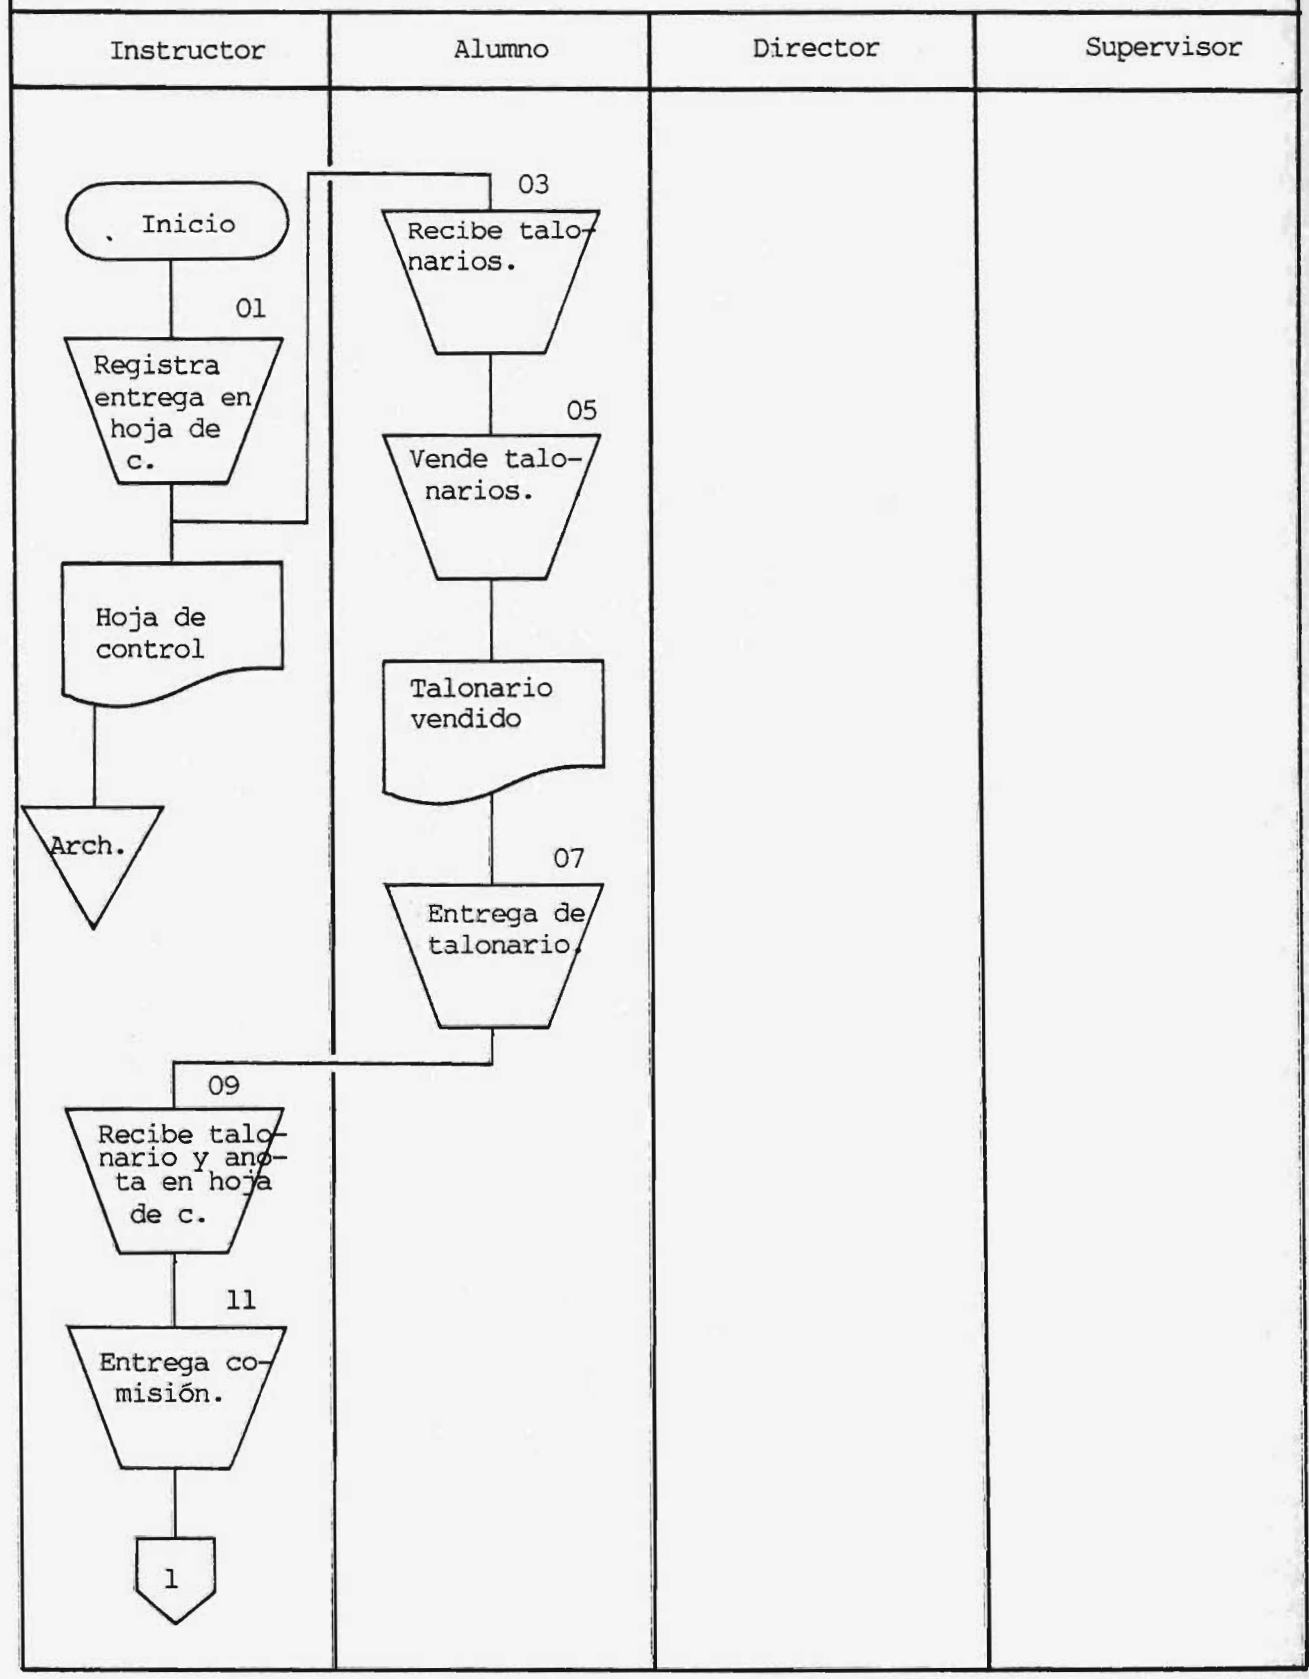 Instructor
Alumno
Director
Supervisor
Inicio
01
Registra
entrega en
hoja de
c.
Hoja de
control
Arch.
03
Recibe talo-
narios.
05
Vende talo-
narios.
Talonario
vendido
07
Entrega de
talonario.
09
Recibe talo-
nario y ano-
ta en hoja
de c.
11
Entrega co-
misión.
1